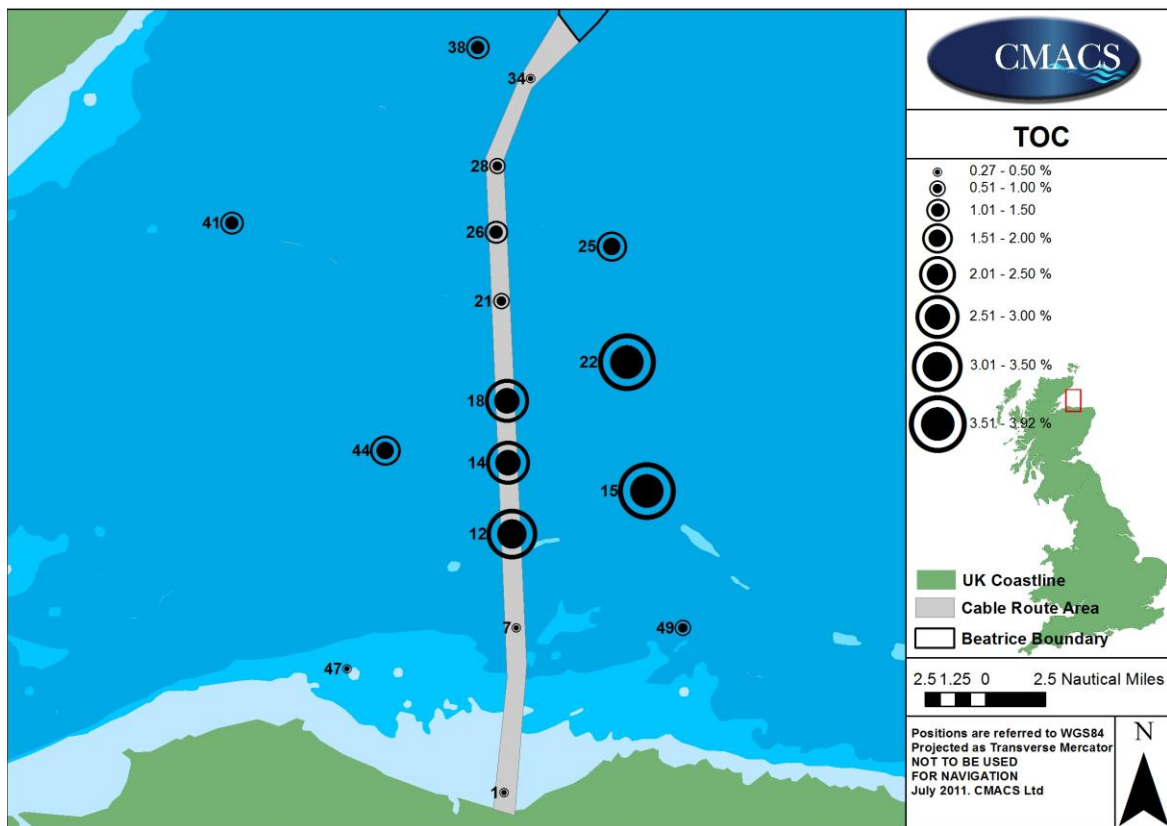 38
34
28
41
26
25
21
22
18
44
14
15
12
7
49
47
1
CMACS
TOC
0.27 - 0.50 %
0.51 - 1.00 %
1.01 - 1.50
1.51 - 2.00 %
2.01 - 2.50 %
2.51 - 3.00 %
3.01 - 3.50 %
3.51 - 3.92 %
UK Coastline
Cable Route Area
Beatrice Boundary
2.5 1.25 0 2.5 Nautical Miles
Positions are referred to WGS84
Projected as Transverse Mercator
NOT TO BE USED
FOR NAVIGATION
July 2011. CMACS Ltd
N